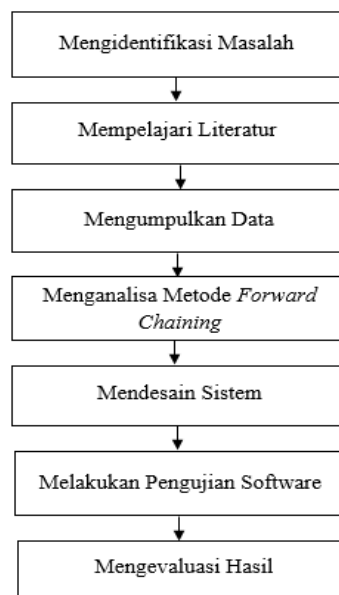 Mengidentifikasi Masalah
Mempelajari Literatur
Mengumpulkan Data
Menganalisa Metode Forward
Chaining
Mendesain Sistem
Melakukan Pengujian Software
Mengevaluasi Hasil